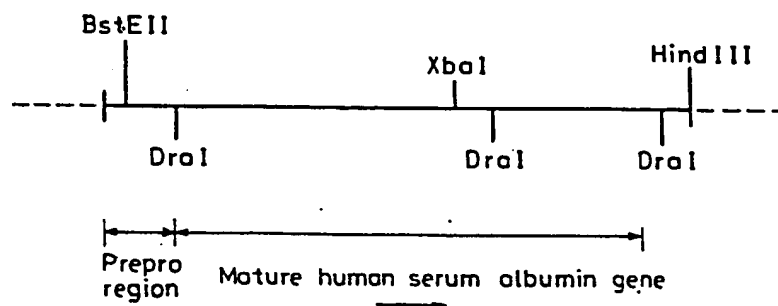 BstEII
XbaI
HindIII
DraI
DraI
DraI
Prepro
region
Mature human serum albumin gene